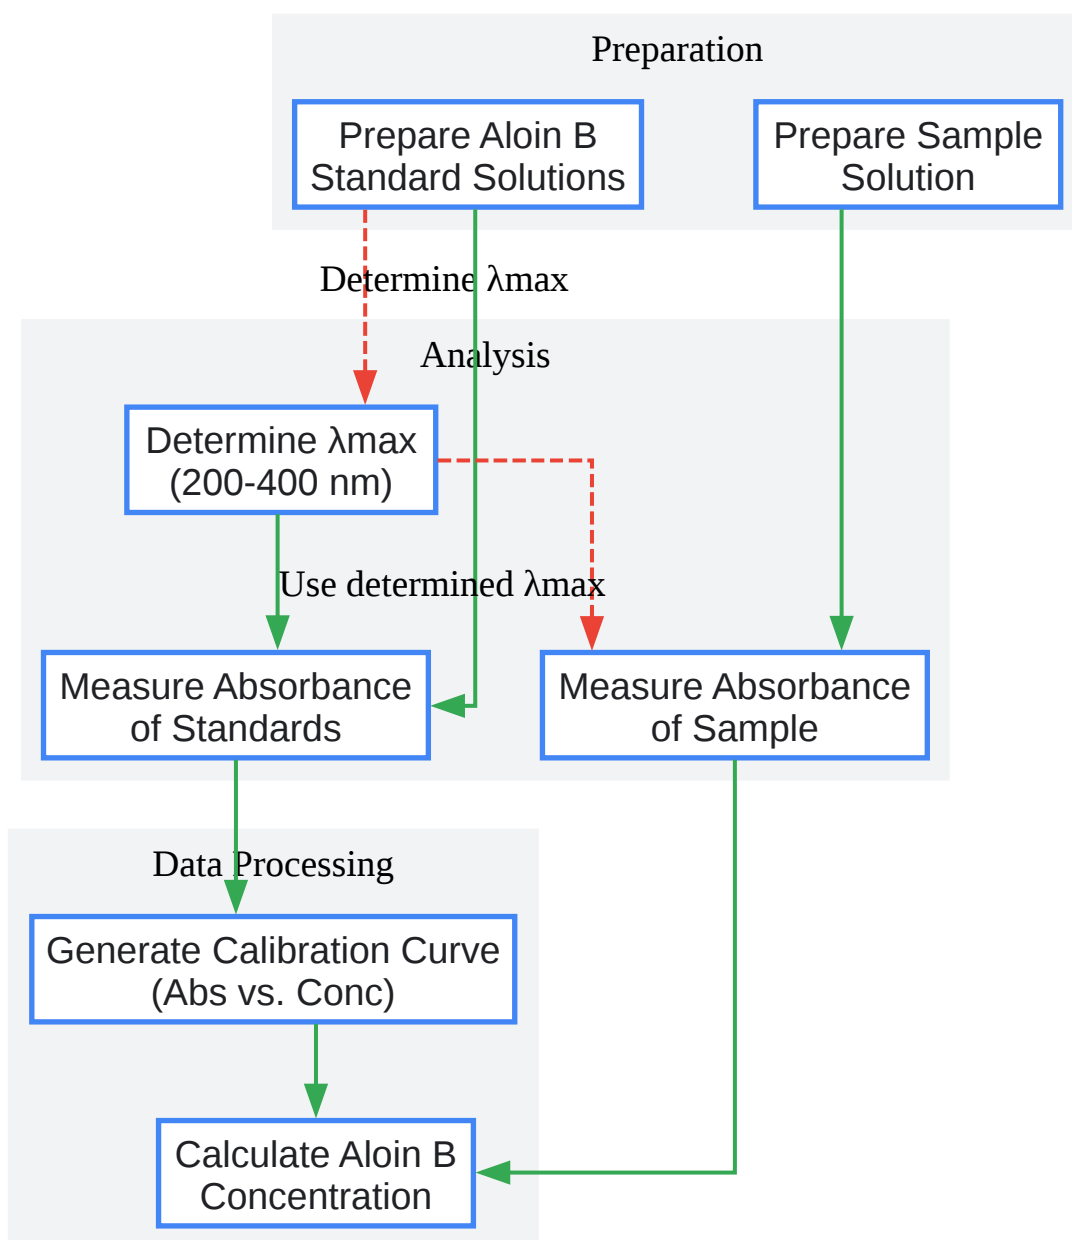 Preparation
Prepare Aloin B
Standard Solutions
Prepare Sample
Solution
Determine λmax
Analysis
Determine λmax
(200-400 nm)
Use determined λmax
Measure Absorbance
of Standards
Measure Absorbance
of Sample
Data Processing
Generate Calibration Curve
(Abs vs. Conc)
Calculate Aloin B
Concentration